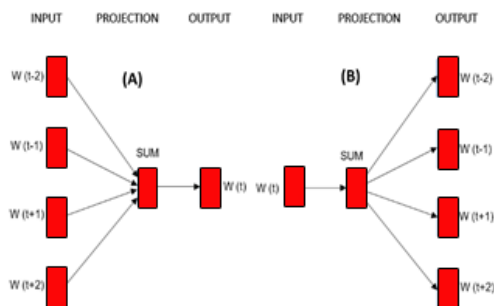 INPUT PROJECTION OUTPUT INPUT PROJECTION OUTPUT
W (t-2) (A) (B) W (t-2)
W (t-1) W (t-1)
SUM SUM
W (t) W (t)
W (t+1) W (t+1)
W (t+2) W (t+2)